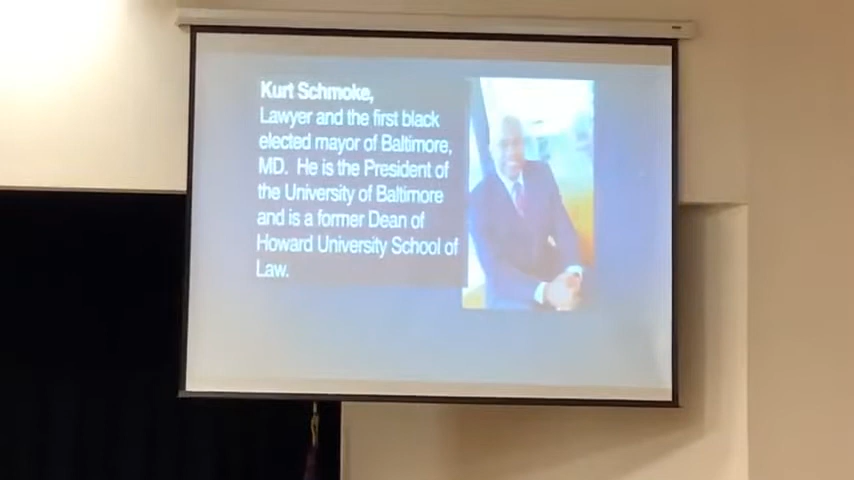 Kurt Schmoke,
Lawyer and the first black
elected mayor of Baltimore,
MD. He is the President of
the University of Baltimore
and is a former Dean of
Howard University School of
Law.